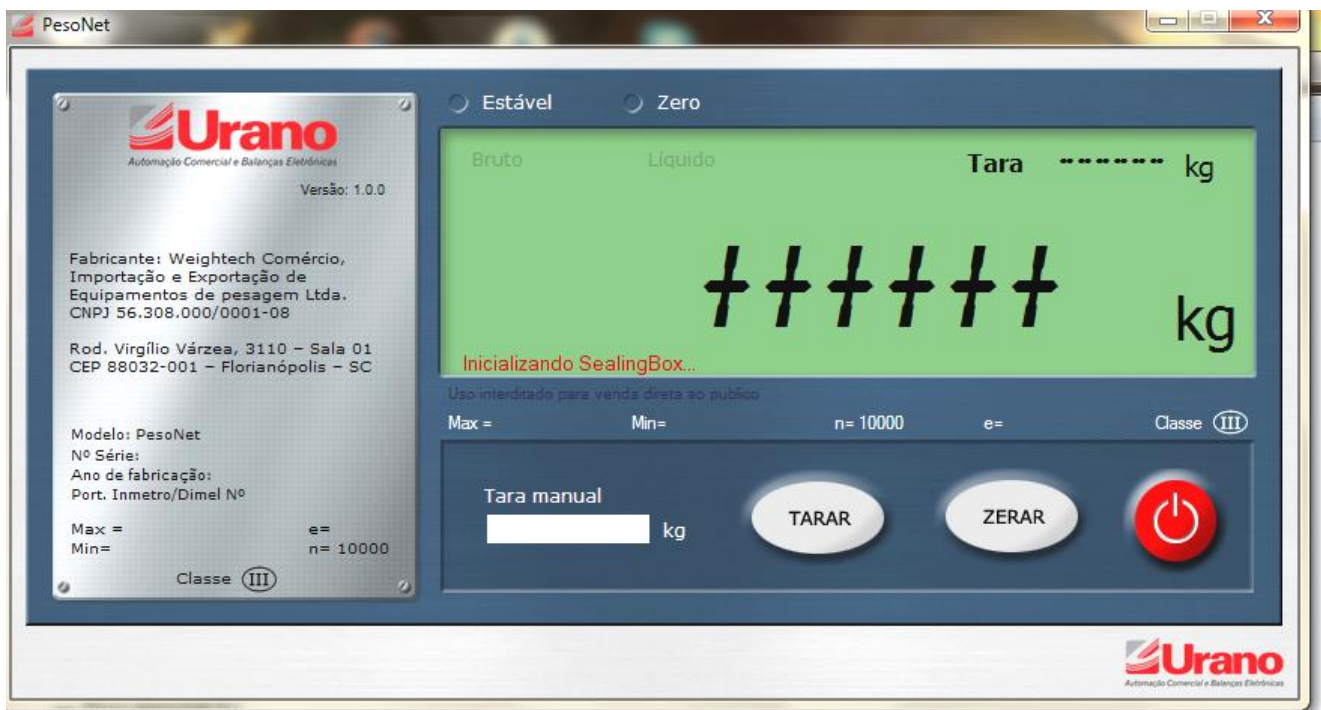 PesoNet
Urano
Automação Comercial e Balanças Eletrônicas
Versão: 1.0.0
Fabricante: Weightech Comércio,
Importação e Exportação de
Equipamentos de pesagem Ltda.
CNPJ 56.308.000/0001-08
Rod. Virgílio Várzea, 3110 – Sala 01
CEP 88032-001 – Florianópolis – SC
Modelo: PesoNet
Nº Série:
Ano de fabricação:
Port. Inmetro/Dimel Nº
Max = e=
Min= n= 10000
Classe III
Estável Zero
Bruto Líquido Tara ------ kg
kg
Inicializando SealingBox...
Uso interditado para venda direta ao publico
Max = Min= n= 10000 e= Classe III
Tara manual
kg
TARAR
ZERAR
Urano
Automação Comercial e Balanças Eletrônicas